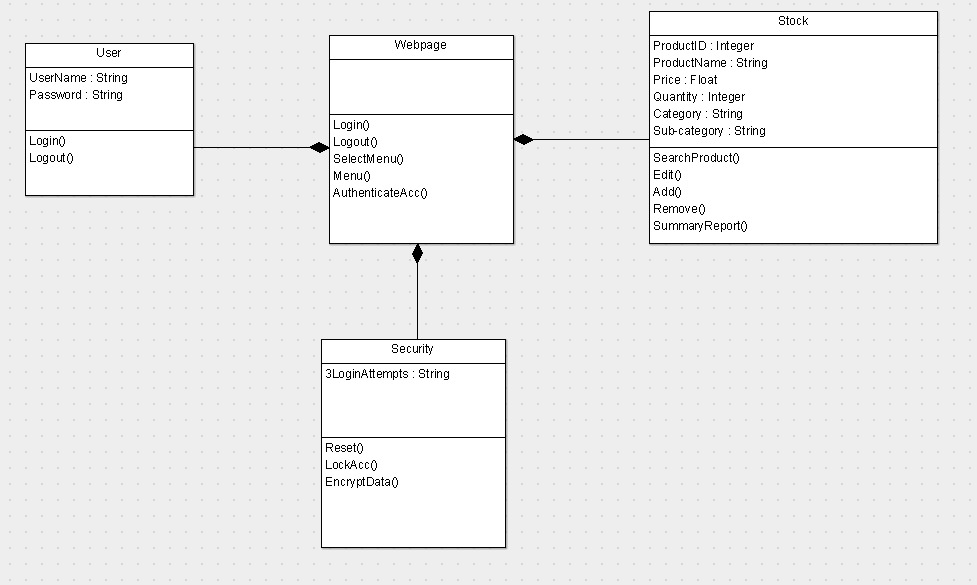 User
UserName : String
Password : String
Login()
Logout()
Webpage
Login()
Logout()
SelectMenu()
Menu()
AuthenticateAcc()
Stock
ProductID : Integer
ProductName : String
Price : Float
Quantity : Integer
Category : String
Sub-category : String
SearchProduct()
Edit()
Add()
Remove()
SummaryReport()
Security
3LoginAttempts : String
Reset()
LockAcc()
EncryptData()